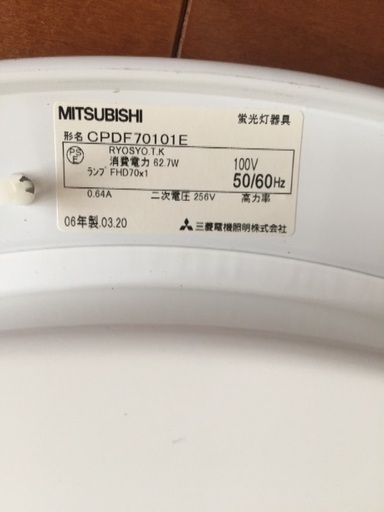 MITSUBISHI 蛍光灯器具
形名 CPDF70101E
PS E RYOSYO.T.K
消費電力 62.7W 100V
ランプ FHD70x1 50/60Hz
0.64A 二次電圧 256V 高力率
06年製.03.20 三菱電機照明株式会社